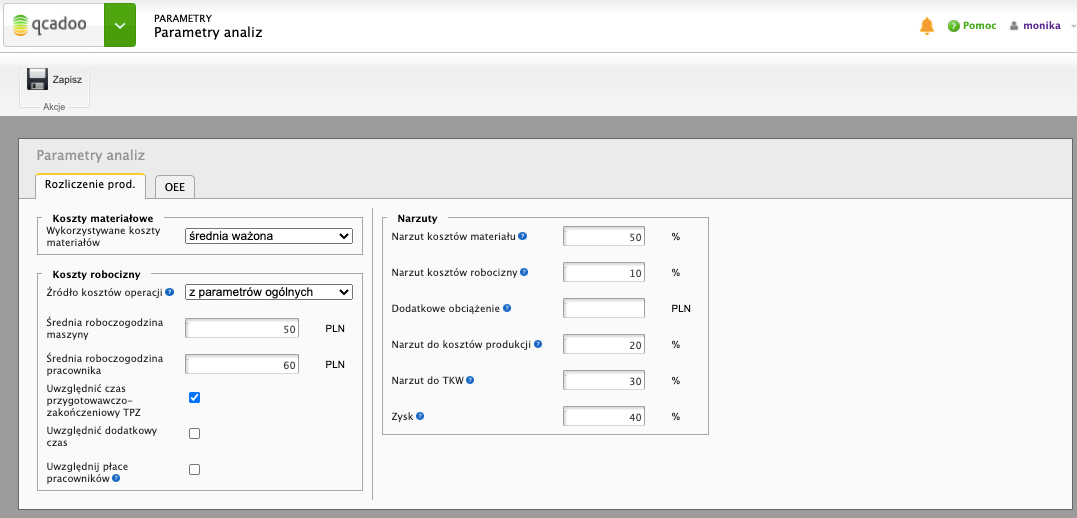 qcadoo
PARAMETRY
Parametry analiz
Pomoc
monika
Zapisz
Akcje
Parametry analiz
Rozliczenie prod.
OEE
Koszty materiałowe
Wykorzystywane koszty
materiałów
średnia ważona
Koszty robocizny
Źródło kosztów operacji
z parametrów ogólnych
Średnia roboczogodzina
maszyny
50 PLN
Średnia roboczogodzina
pracownika
60 PLN
Uwzględnić czas
przygotowawczo-
zakończeniowy TPZ
Uwzględnić dodatkowy
czas
Uwzględnij płace
pracowników
Narzuty
Narzut kosztów materiału 50 %
Narzut kosztów robocizny 10 %
Dodatkowe obciążenie PLN
Narzut do kosztów produkcji 20 %
Narzut do TKW 30 %
Zysk 40 %